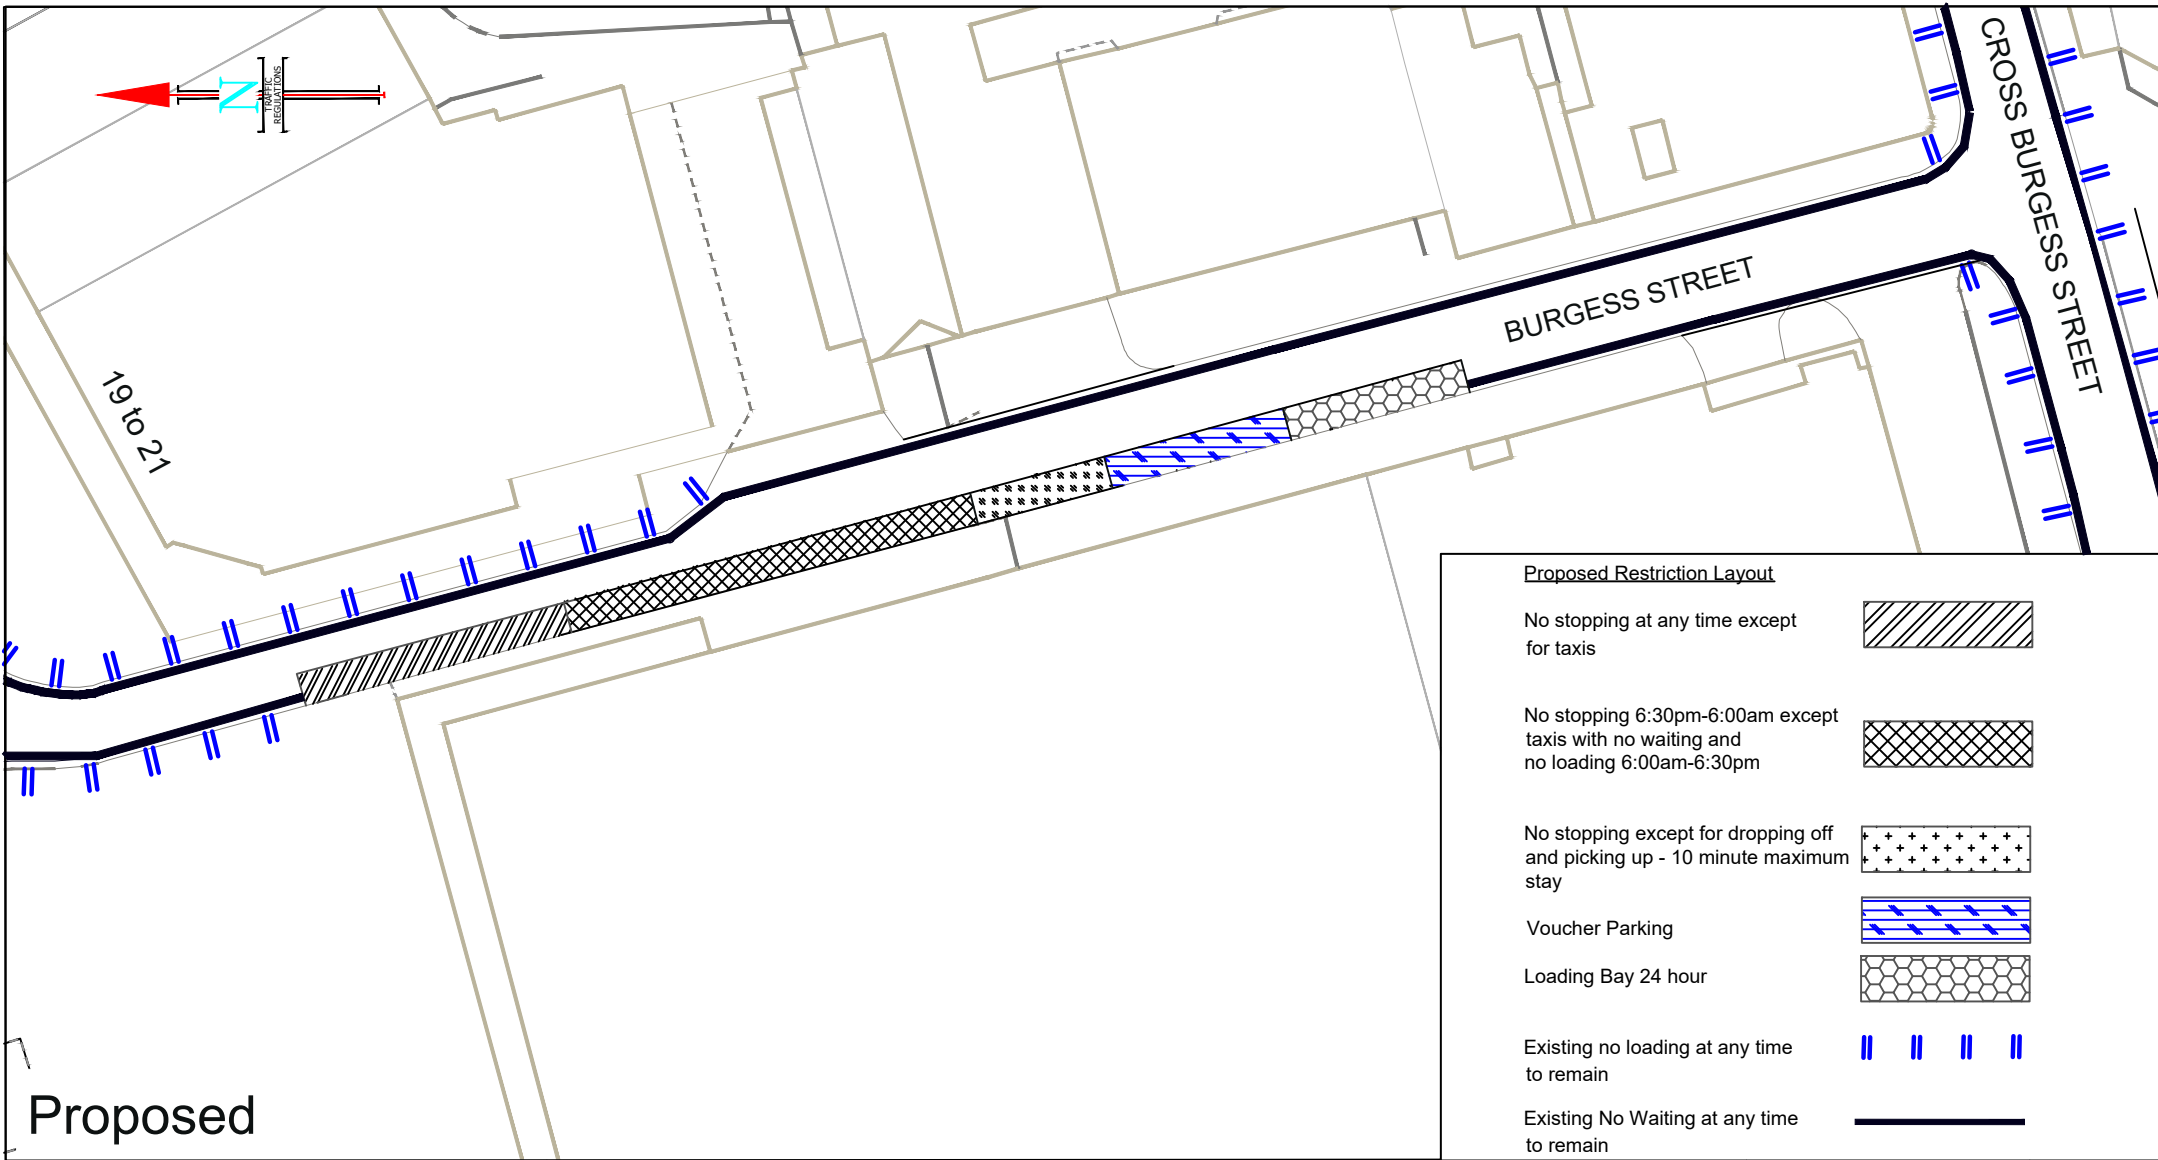 N
TRAFFIC
REGULATIONS
CROSS BURGESS STREET
BURGESS STREET
19 to 21
Proposed Restriction Layout
No stopping at any time except
for taxis
No stopping 6:30pm-6:00am except
taxis with no waiting and
no loading 6:00am-6:30pm
No stopping except for dropping off
and picking up - 10 minute maximum
stay
Voucher Parking
Loading Bay 24 hour
Existing no loading at any time
to remain
Existing No Waiting at any time
to remain
Proposed